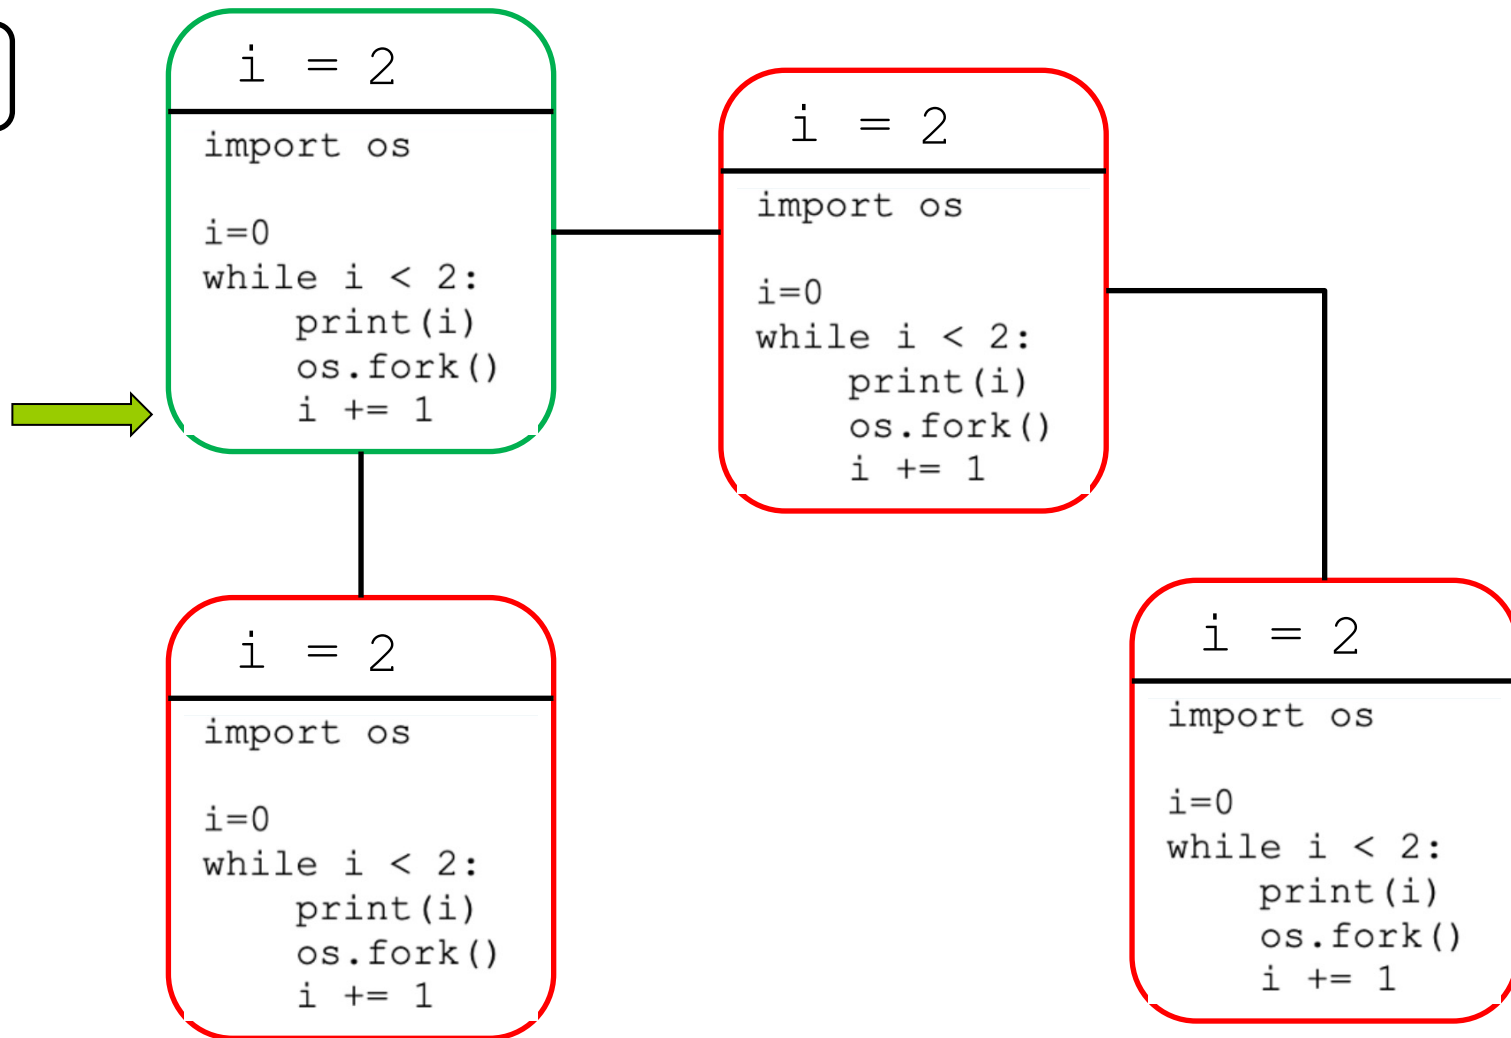 i = 2
import os
i=0
while i < 2:
print(i)
os.fork()
i += 1
i = 2
import os
i=0
while i < 2:
print(i)
os.fork()
i += 1
i = 2
import os
i=0
while i < 2:
print(i)
os.fork()
i += 1
i = 2
import os
i=0
while i < 2:
print(i)
os.fork()
i += 1